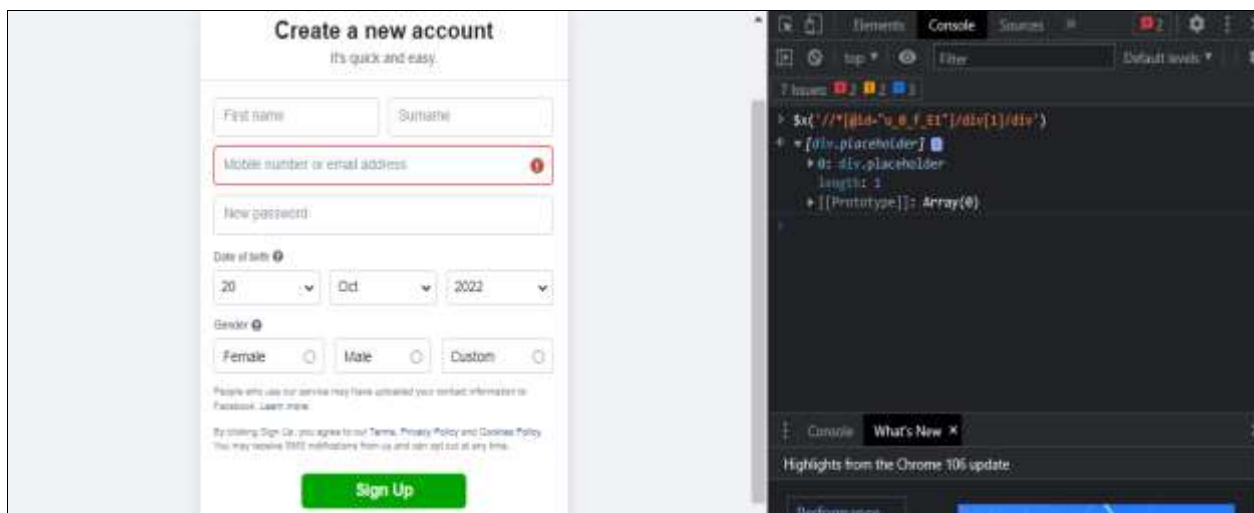 Create a new account
It's quick and easy.
First name
Surname
Mobile number or email address
New password
Date of birth
20
Oct
2022
Gender
Female
Male
Custom
People who use our service may have uploaded your contact information to
Facebook. Learn more.
By clicking Sign Up, you agree to our Terms, Privacy Policy and Cookies Policy.
You may receive SMS notifications from us and can opt out at any time.
Sign Up
Elements Console Sources
2
top
Filter
Default levels
7 Issues: 2 2 3
$x('//*[@id="u_0_f_E1"]/div[1]/div')
[div.placeholder]
0: div.placeholder
length: 1
[[Prototype]]: Array(0)
Console What's New
Highlights from the Chrome 106 update
Performance